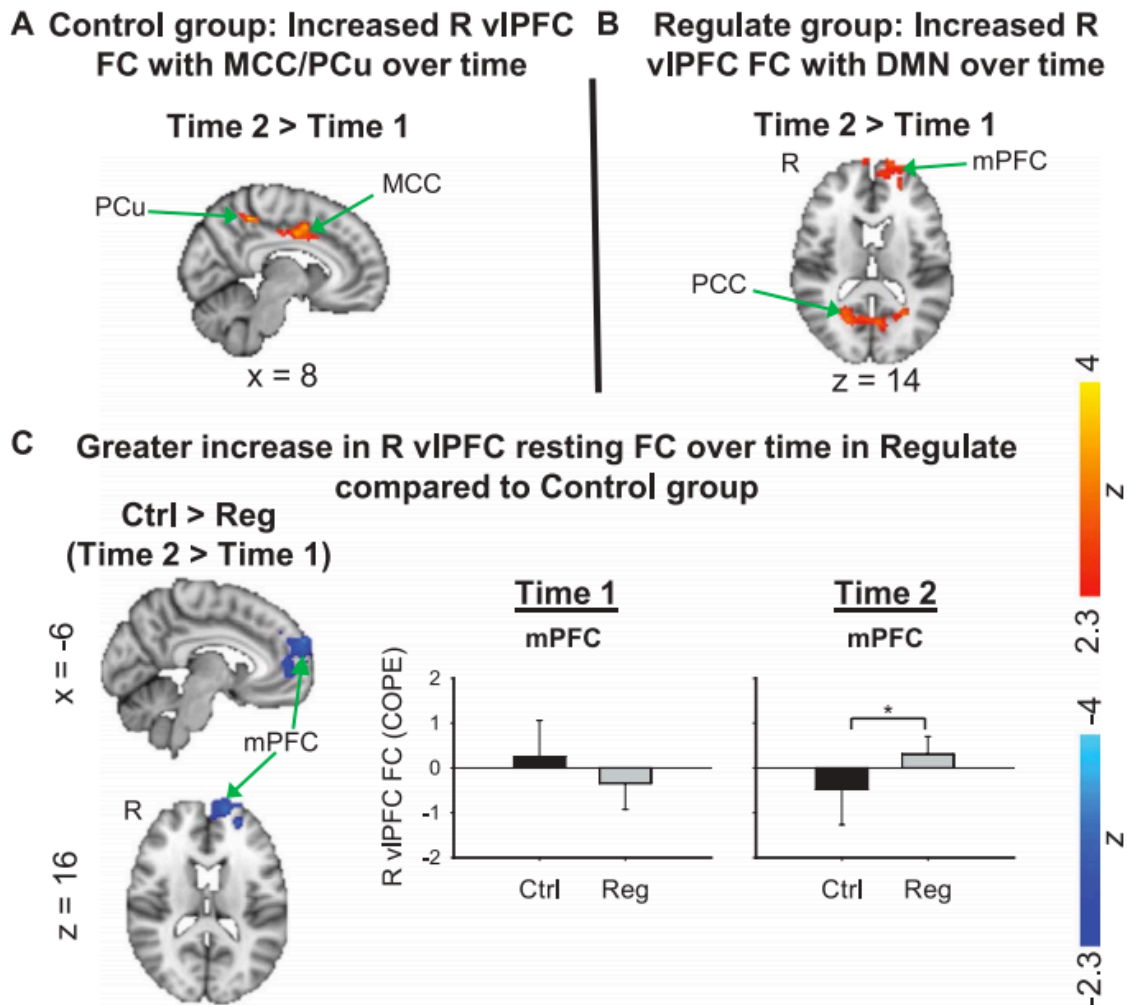 A Control group: Increased R vlPFC
FC with MCC/PCu over time
Time 2 > Time 1
PCu
MCC
x = 8
B Regulate group: Increased R
vlPFC FC with DMN over time
Time 2 > Time 1
R
mPFC
PCC
z = 14
4
z
2.3
C Greater increase in R vlPFC resting FC over time in Regulate
compared to Control group
Ctrl > Reg
(Time 2 > Time 1)
x = -6
mPFC
R
z = 16
Time 1
mPFC
R vlPFC FC (COPE)
2
1
0
-1
-2
Ctrl Reg
Time 2
mPFC
*
Ctrl Reg
-4
z
-2.3